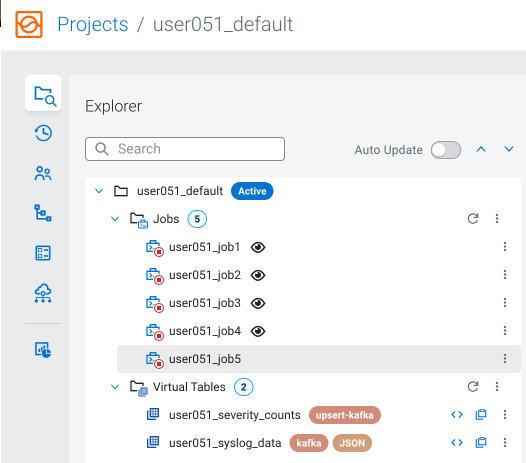 Projects / user051_default
Explorer
Search
Auto Update
user051_default Active
Jobs 5
user051_job1
user051_job2
user051_job3
user051_job4
user051_job5
Virtual Tables 2
user051_severity_counts upsert-kafka
user051_syslog_data kafka JSON